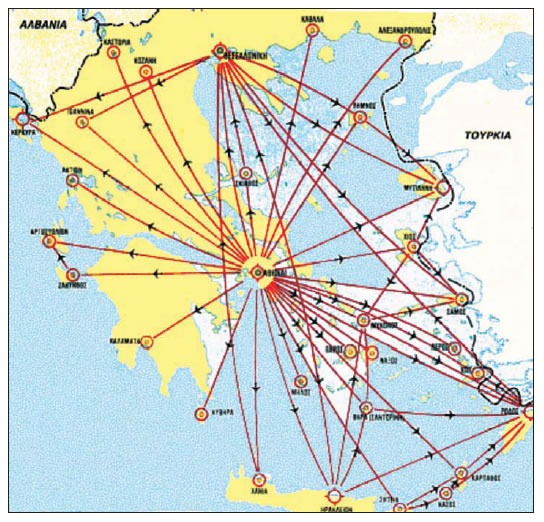 ΑΛΒΑΝΙΑ
ΚΑΒΑΛΑ
ΑΛΕΞΑΝΔΡΟΥΠΟΛΙΣ
ΚΑΣΤΟΡΙΑ
ΚΟΖΑΝΗ
ΘΕΣΣΑΛΟΝΙΚΗ
ΙΩΑΝΝΙΝΑ
ΛΗΜΝΟΣ
ΚΕΡΚΥΡΑ
ΤΟΥΡΚΙΑ
ΑΚΤΙΟΝ
ΣΚΙΑΘΟΣ
ΜΥΤΙΛΗΝΗ
ΑΡΓΟΣΤΟΛΙΟΝ
ΧΙΟΣ
ΖΑΚΥΝΘΟΣ
ΑΘΗΝΑΙ
ΣΑΜΟΣ
ΜΥΚΟΝΟΣ
ΚΑΛΑΜΑΤΑ
ΠΑΡΟΣ
ΛΕΡΟΣ
ΝΑΞΟΣ
ΚΩΣ
ΜΗΛΟΣ
ΚΥΘΗΡΑ
ΘΗΡΑ (ΣΑΝΤΟΡΙΝΗ)
ΡΟΔΟΣ
ΧΑΝΙΑ
ΚΑΡΠΑΘΟΣ
ΗΡΑΚΛΕΙΟΝ
ΣΗΤΕΙΑ
ΚΑΣΟΣ